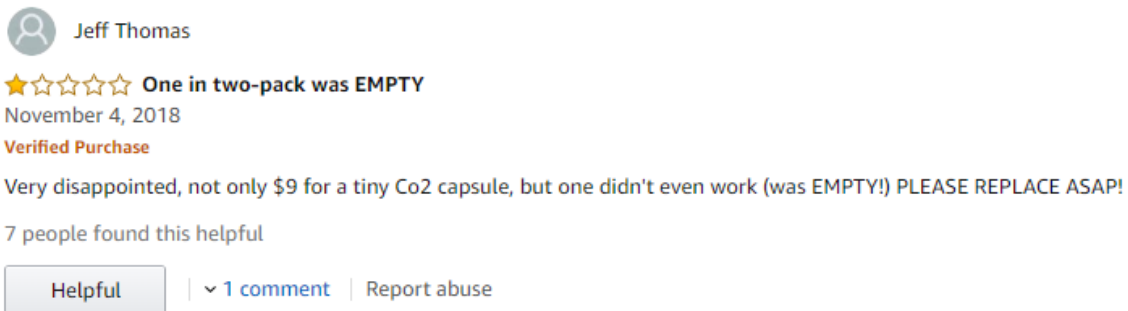 Jeff Thomas
One in two-pack was EMPTY
November 4, 2018
Verified Purchase
Very disappointed, not only $9 for a tiny Co2 capsule, but one didn't even work (was EMPTY!) PLEASE REPLACE ASAP!
7 people found this helpful
Helpful 1 comment Report abuse